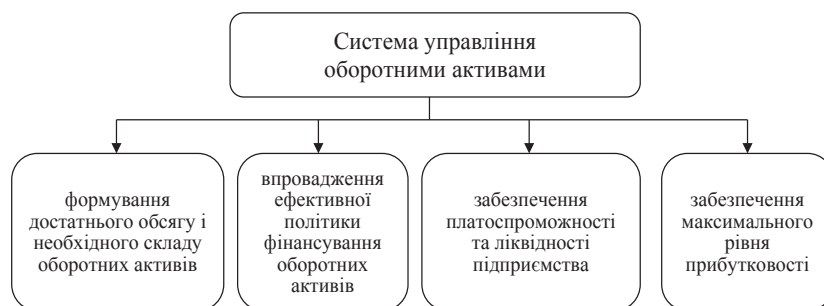 Система управління
оборотними активами
формування
достатнього обсягу і
необхідного складу
оборотних активів
впровадження
ефективної
політики
фінансування
оборотних
активів
забезпечення
платоспроможності
та ліквідності
підприємства
забезпечення
максимального
рівня
прибутковості